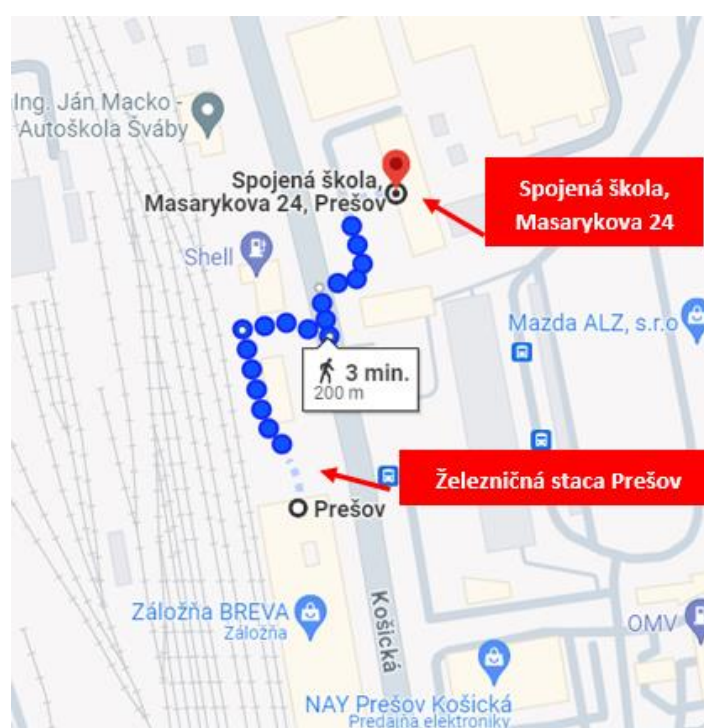 Ing. Ján Macko -
Autoškola Šváby
Spojená škola,
Masarykova 24, Prešov
Spojená škola,
Masarykova 24
Shell
Mazda ALZ, s.r.o
3 min.
200 m
Železničná staca Prešov
Prešov
Záložňa BREVA
Záložňa
Košická
OMV
NAY Prešov Košická
Predajňa elektroniky